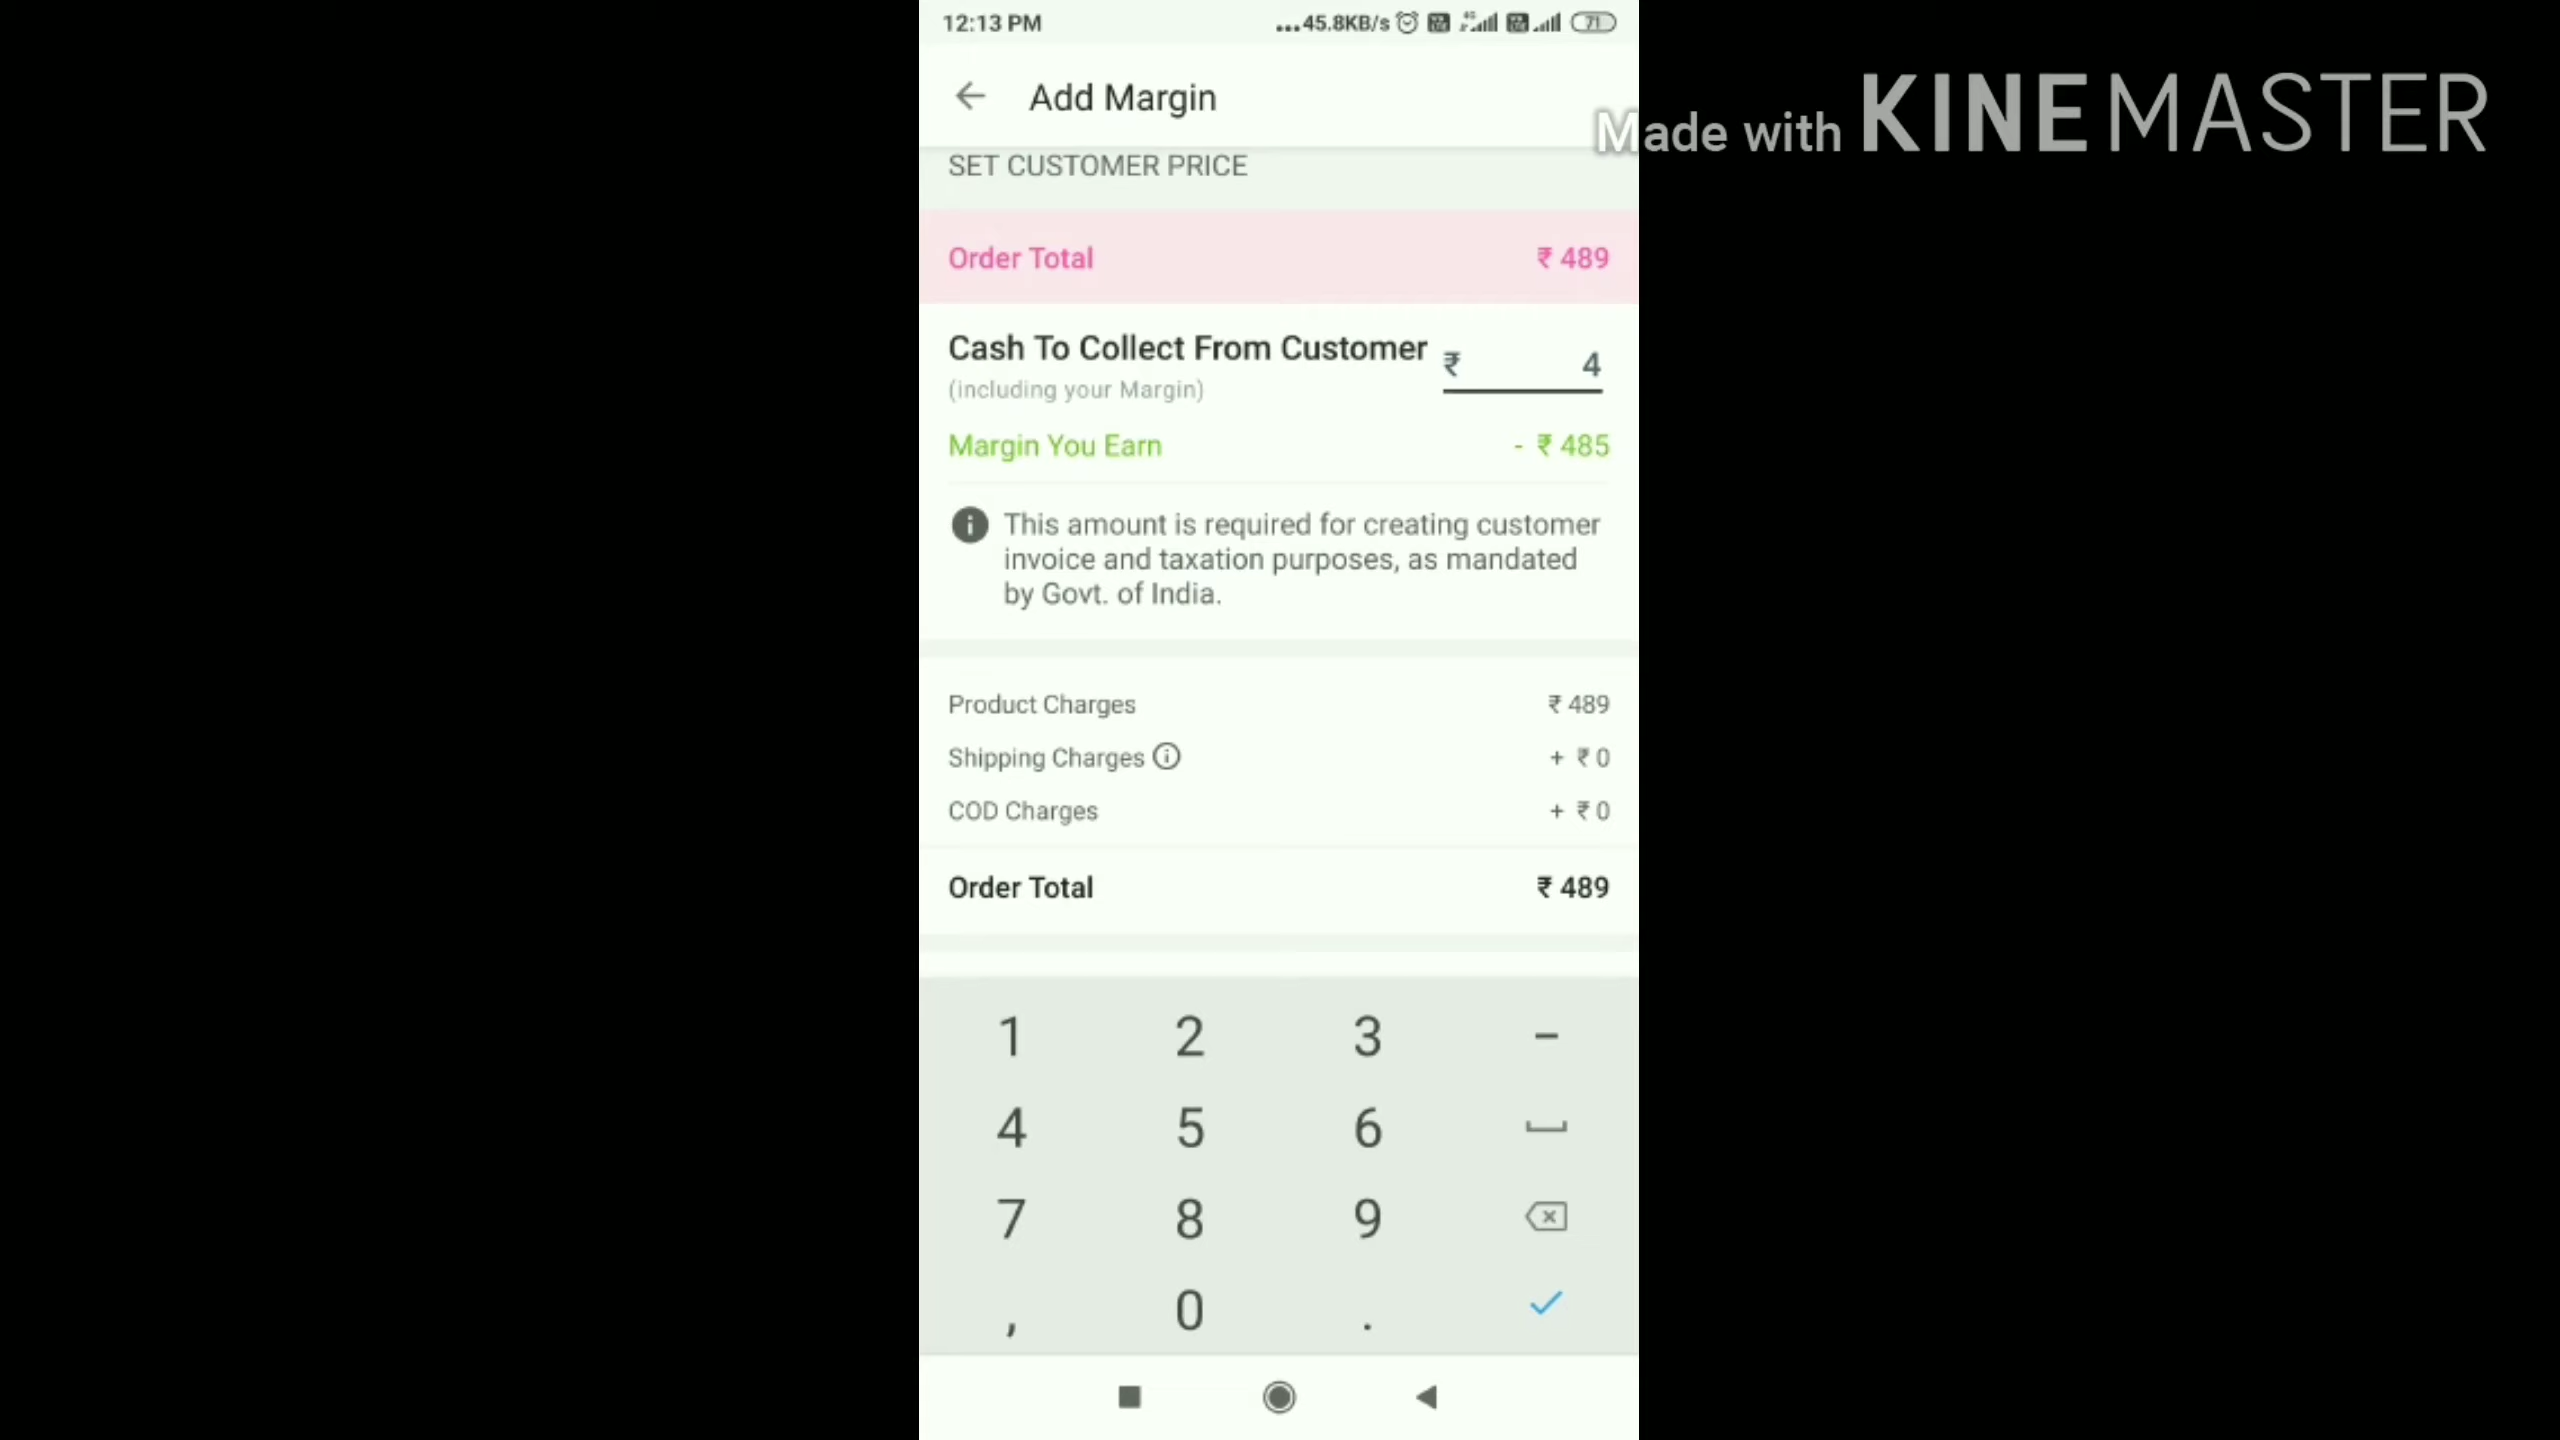 12:13 PM
...45.8KB/s
71
Add Margin
Made with KINEMASTER
SET CUSTOMER PRICE
Order Total ₹ 489
Cash To Collect From Customer ₹ 4
(including your Margin)
Margin You Earn - ₹ 485
This amount is required for creating customer
invoice and taxation purposes, as mandated
by Govt. of India.
Product Charges ₹ 489
Shipping Charges + ₹ 0
COD Charges + ₹ 0
Order Total ₹ 489
1 2 3 -
4 5 6
7 8 9
, 0 .